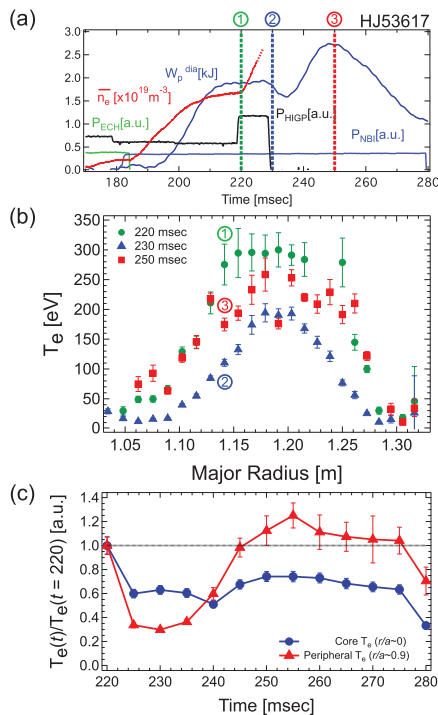 (a)
① ② ③ HJ53617
3.0
2.5
2.0
1.5
1.0
0.5
0.0
W_p^dia[kJ]
n̅_e [x10^19 m^-3]
P_ECH[a.u.]
P_HIGP[a.u.]
P_NBI[a.u.]
180 200 220 240 260 280
Time [msec]
(b)
350
300
250
200
150
100
50
0
T_e [eV]
220 msec
230 msec
250 msec
①
③
②
1.05 1.10 1.15 1.20 1.25 1.30
Major Radius [m]
(c)
1.4
1.2
1.0
0.8
0.6
0.4
0.2
0.0
T_e(t)/T_e(t = 220) [a.u.]
Core T_e (r/a~0)
Peripheral T_e (r/a~0.9)
220 230 240 250 260 270 280
Time [msec]